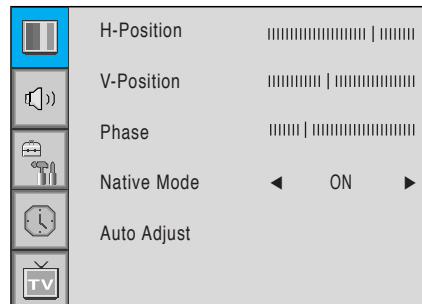 H-Position
V-Position
Phase
Native Mode ON
Auto Adjust
TV